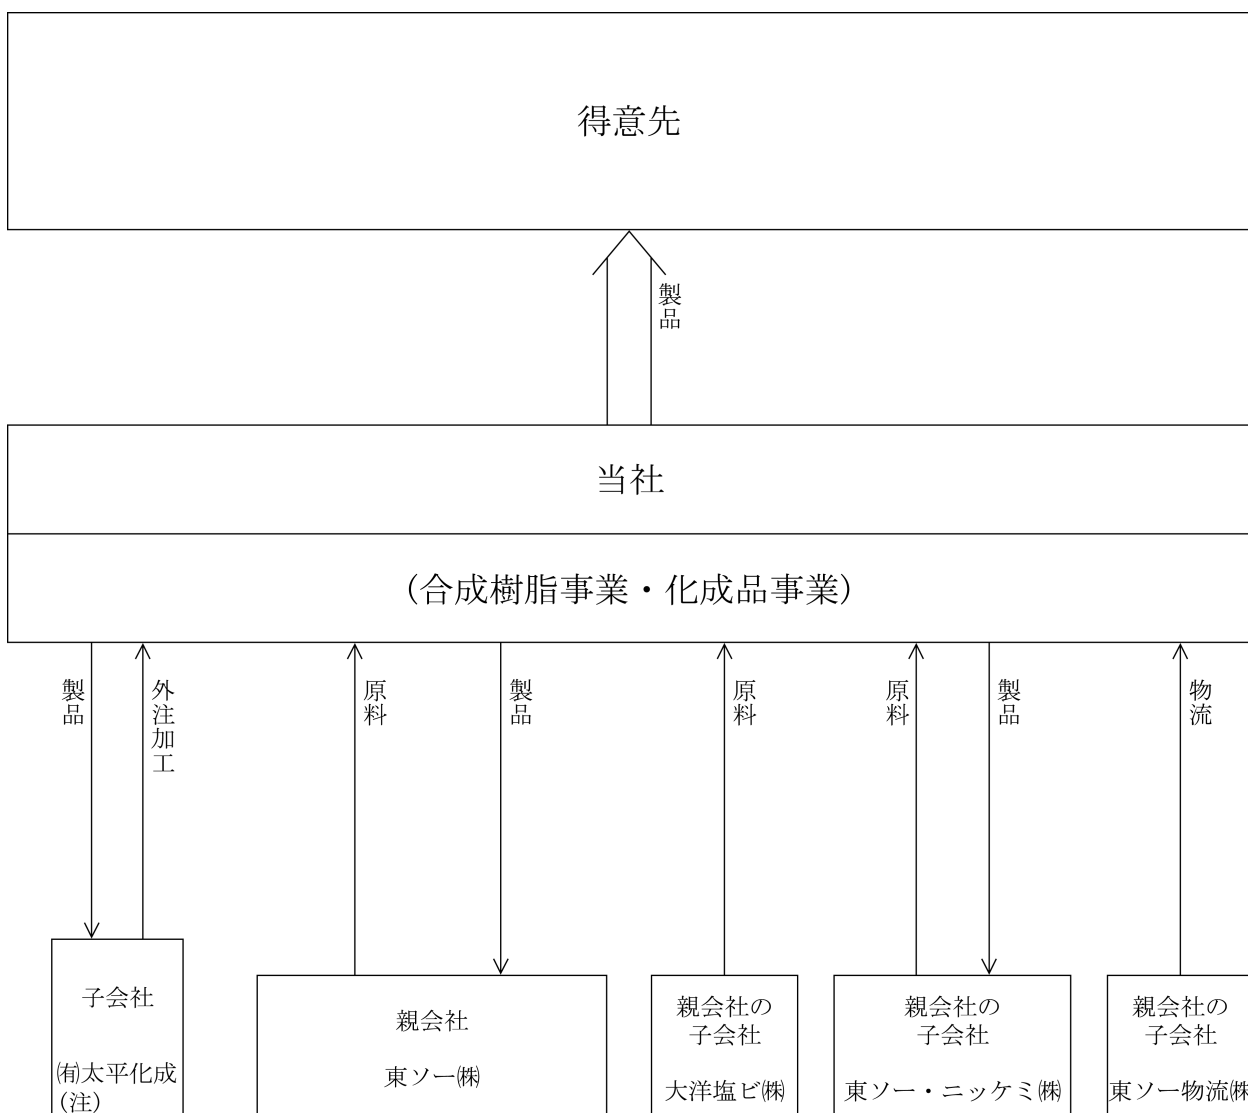 得意先
製品
当社
(合成樹脂事業・化成品事業)
製品
外注加工
原料
製品
原料
原料
製品
物流
子会社
㈲太平化成
(注)
親会社
東ソー㈱
親会社の
子会社
大洋塩ビ㈱
親会社の
子会社
東ソー・ニッケミ㈱
親会社の
子会社
東ソー物流㈱